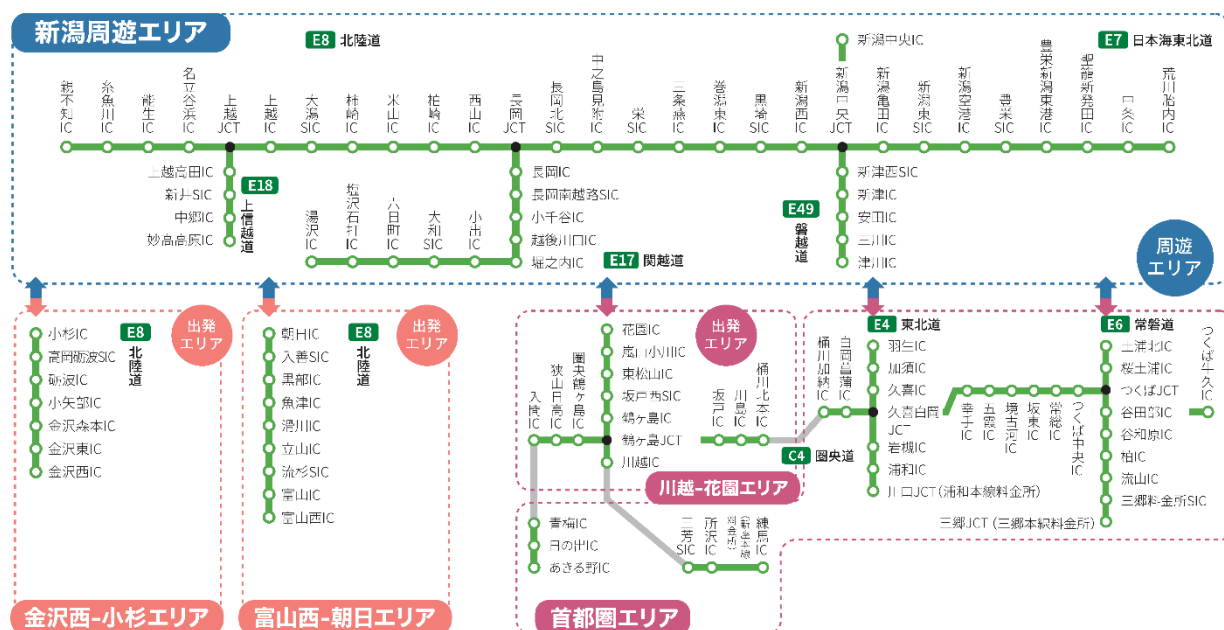 新潟周遊エリア
E8 北陸道
E7 日本海東北道
新潟中央IC
親不知IC
糸魚川IC
能生IC
名立谷浜IC
上越JCT
上越IC
大潟SIC
柿崎IC
米山IC
柏崎IC
西山IC
長岡JCT
長岡北SIC
中之島見附IC
栄SIC
三条燕IC
巻潟東IC
黒埼SIC
新潟西IC
新潟中央JCT
新潟亀田IC
新潟東SIC
新潟空港IC
豊栄SIC
豊栄新潟東港IC
聖籠新発田IC
中条IC
荒川胎内IC
上越高田IC
新井SIC
中郷IC
妙高高原IC
E18
上信越道
湯沢IC
塩沢石打IC
六日町IC
大和SIC
小出IC
長岡IC
長岡南越路SIC
小千谷IC
越後川口IC
堀之内IC
E17 関越道
E49
磐越道
新津西SIC
新津IC
安田IC
三川IC
津川IC
周遊
エリア
小杉IC
高岡砺波SIC
砺波IC
小矢部IC
金沢森本IC
金沢東IC
金沢西IC
E8
北陸道
出発
エリア
金沢西-小杉エリア
朝日IC
入善SIC
黒部IC
魚津IC
滑川IC
立山IC
流杉SIC
富山IC
富山西IC
E8
北陸道
出発
エリア
富山西-朝日エリア
花園IC
嵐山小川IC
東松山IC
坂戸西SIC
鶴ヶ島IC
鶴ヶ島JCT
川越IC
入間IC
狭山日高IC
圏央鶴ヶ島IC
坂戸IC
川島IC
桶川北本IC
出発
エリア
川越-花園エリア
C4 圏央道
青梅IC
日の出IC
あきる野IC
三芳SIC
所沢IC
(新座本線料金所)
練馬IC
首都圏エリア
E4 東北道
桶川加納IC
白岡菖蒲IC
羽生IC
加須IC
久喜IC
久喜白岡
JCT
岩槻IC
浦和IC
川口JCT(浦和本線料金所)
幸手IC
五霞IC
境古河IC
坂東IC
常総IC
つくば中央IC
E6 常磐道
土浦北IC
桜土浦IC
つくばJCT
谷田部IC
谷和原IC
柏IC
流山IC
三郷料金所SIC
三郷JCT(三郷本線料金所)
つくば牛久IC